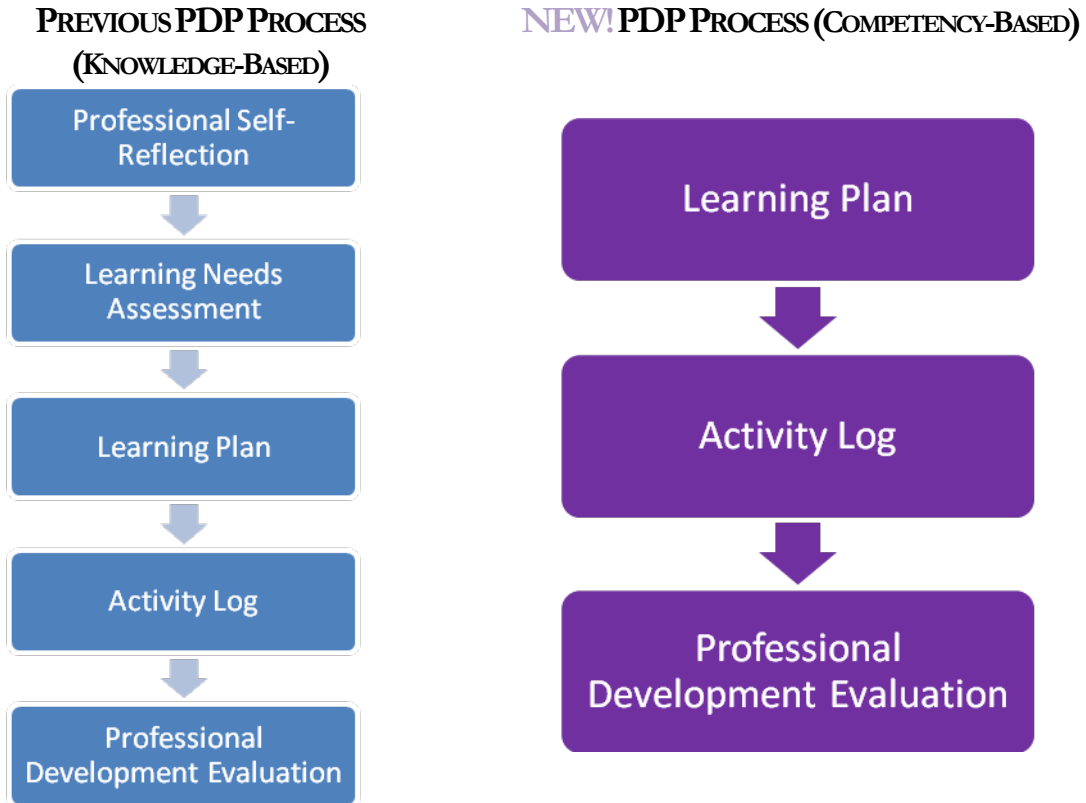 PREVIOUS PDP PROCESS
(KNOWLEDGE-BASED)
Professional Self-
Reflection
Learning Needs
Assessment
Learning Plan
Activity Log
Professional
Development Evaluation
NEW! PDP PROCESS (COMPETENCY-BASED)
Learning Plan
Activity Log
Professional
Development Evaluation